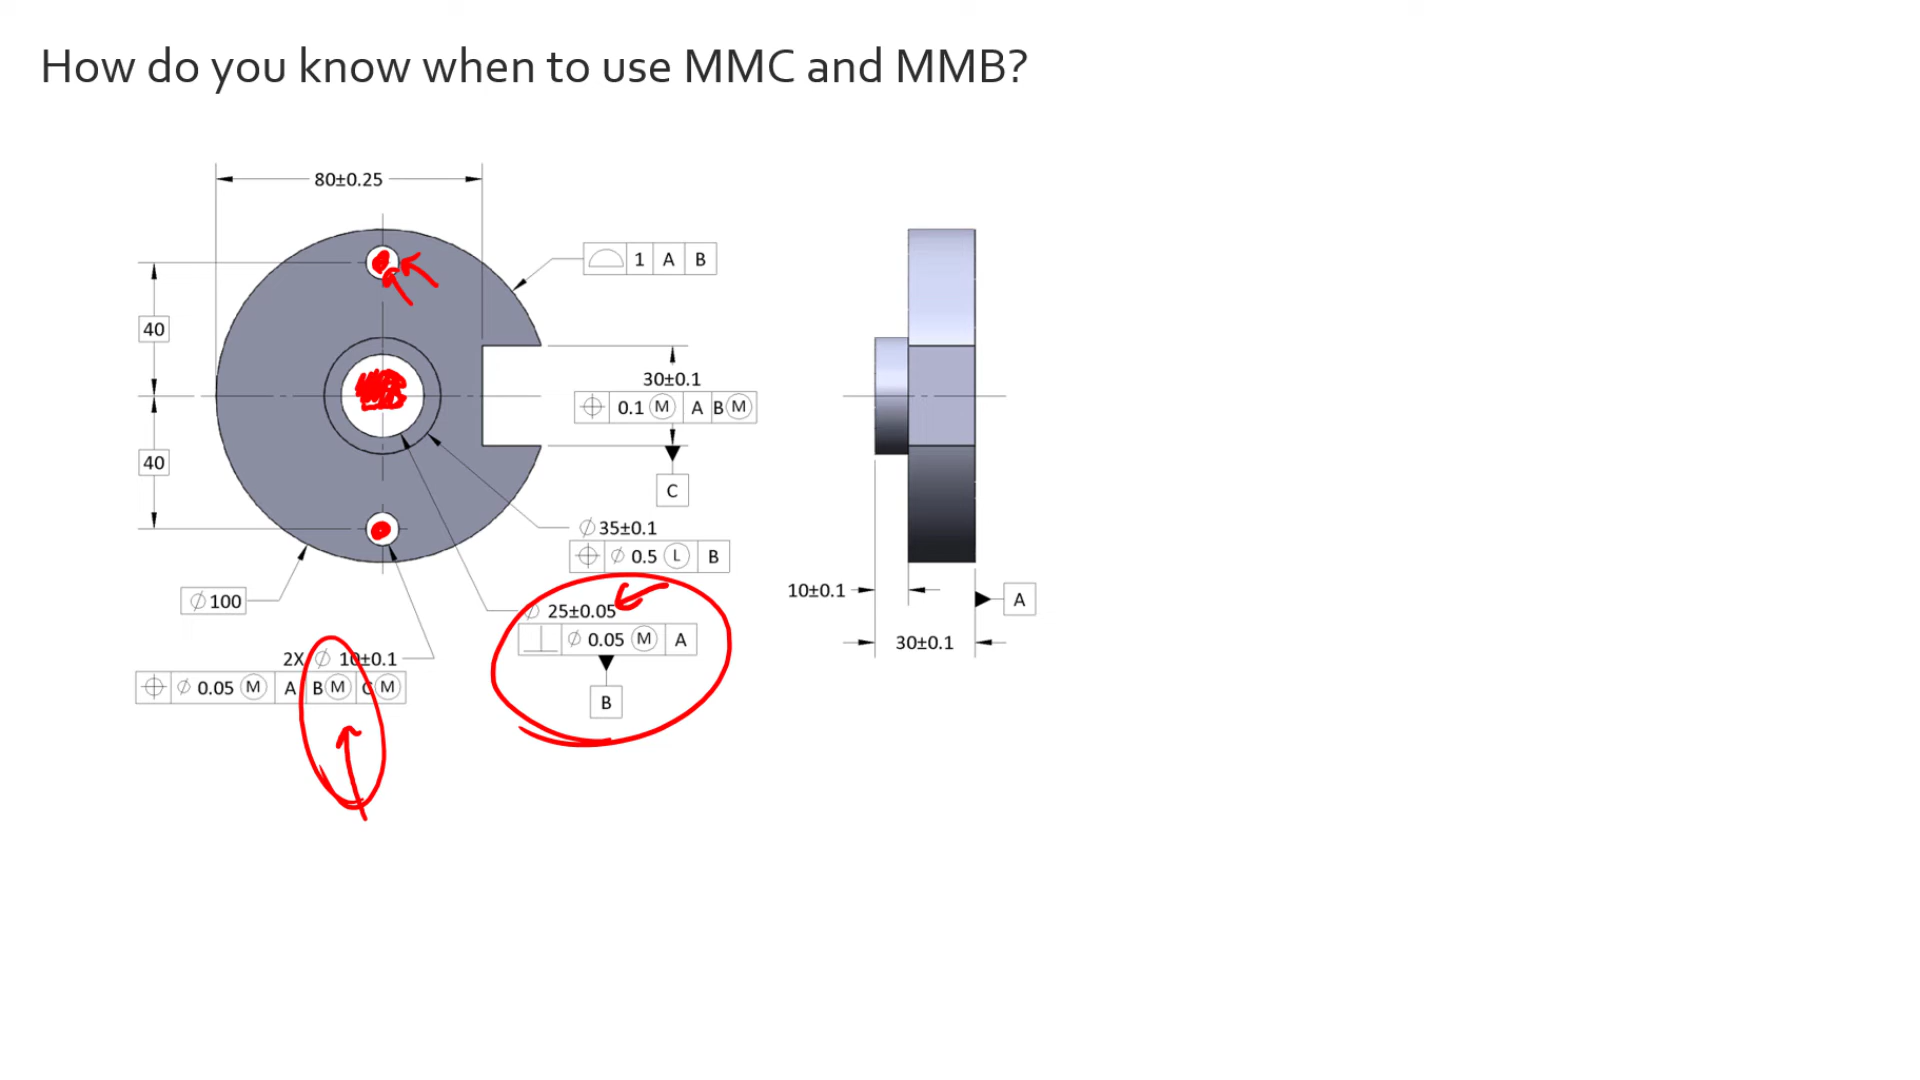 How do you know when to use MMC and MMB?
80±0.25
⌓ 1 A B
40
30±0.1
⌖ 0.1 Ⓜ A B Ⓜ
40
C
∅ 35±0.1
⌖ ∅ 0.5 Ⓛ B
∅ 100
∅ 25±0.05
⟂ ∅ 0.05 Ⓜ A
B
2X ∅ 10±0.1
⌖ ∅ 0.05 Ⓜ A B Ⓜ C Ⓜ
10±0.1
A
30±0.1